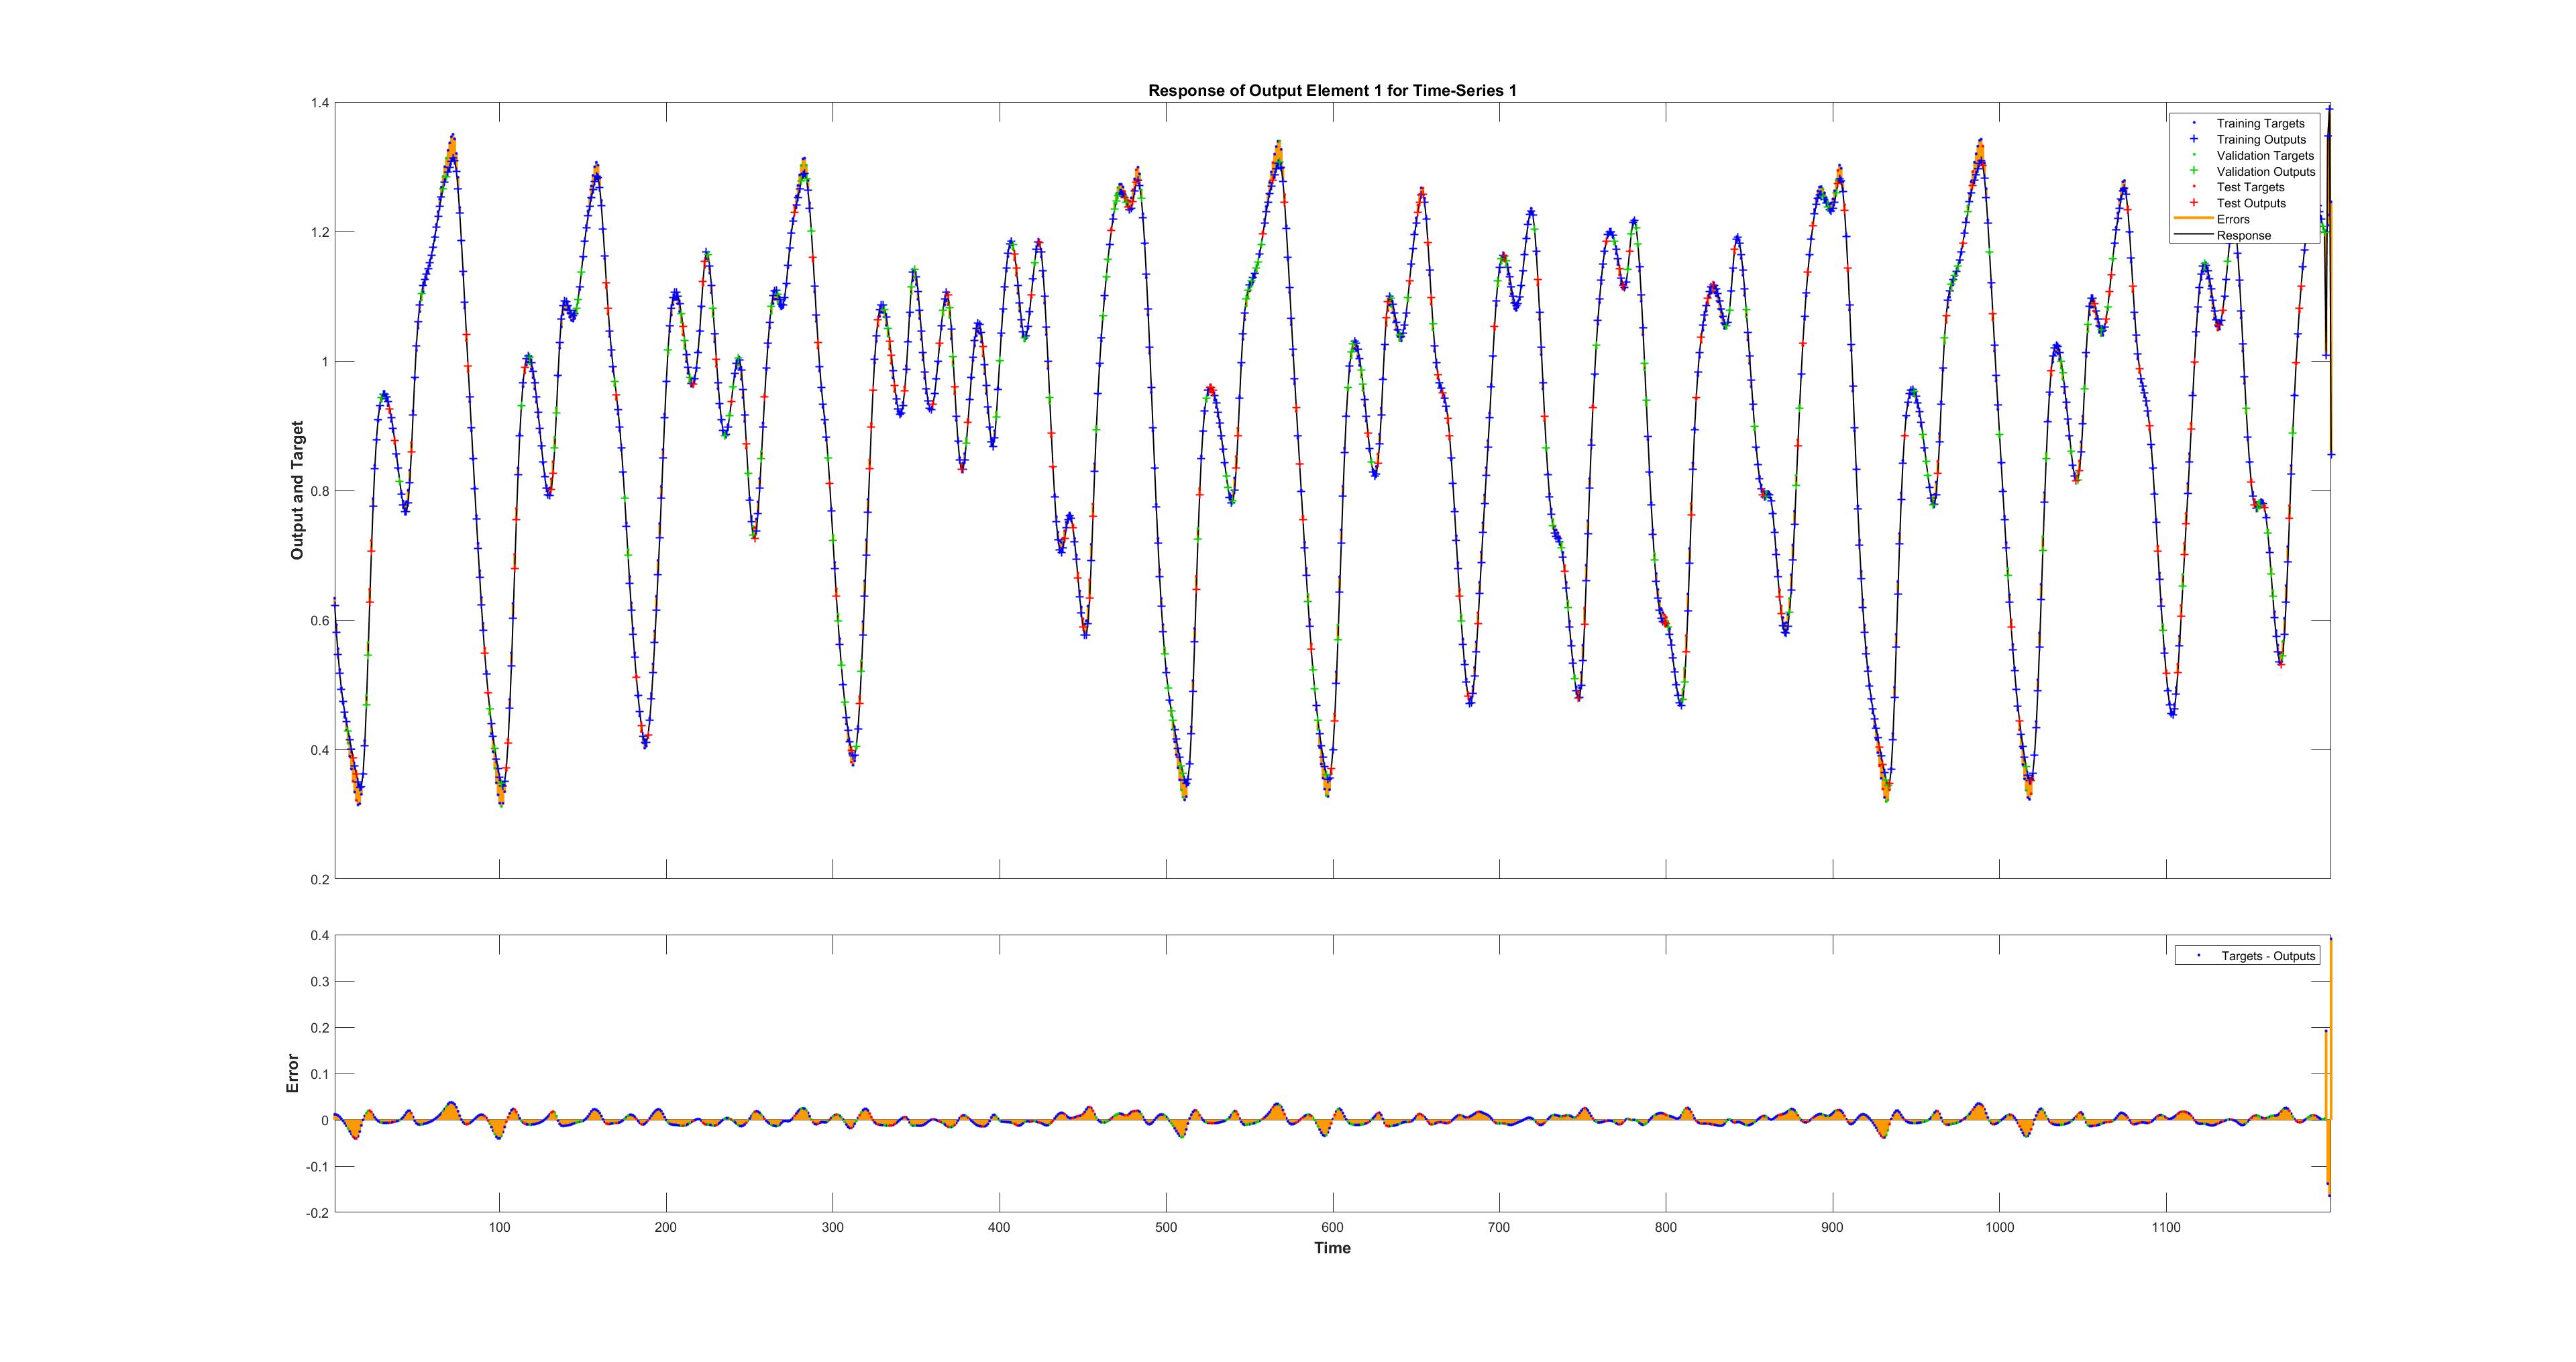 Response of Output Element 1 for Time-Series 1
1.4
1.2
1
0.8
0.6
0.4
0.2
Output and Target
Training Targets
Training Outputs
Validation Targets
Validation Outputs
Test Targets
Test Outputs
Errors
Response
0.4
0.3
0.2
0.1
0
-0.1
-0.2
Error
Targets - Outputs
100 200 300 400 500 600 700 800 900 1000 1100
Time